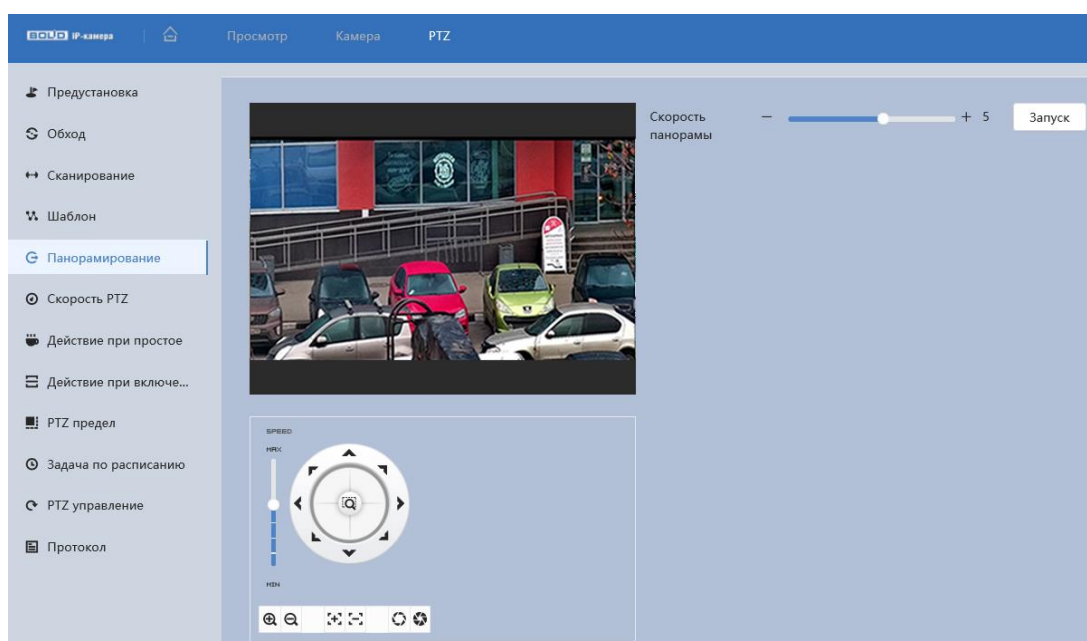 BOLID IP-камера
Просмотр
Камера
PTZ
Предустановка
Обход
Сканирование
Шаблон
Панорамирование
Скорость PTZ
Действие при простое
Действие при включе...
PTZ предел
Задача по расписанию
PTZ управление
Протокол
Скорость
панорамы
5
Запуск
SPEED
MAX
MIN